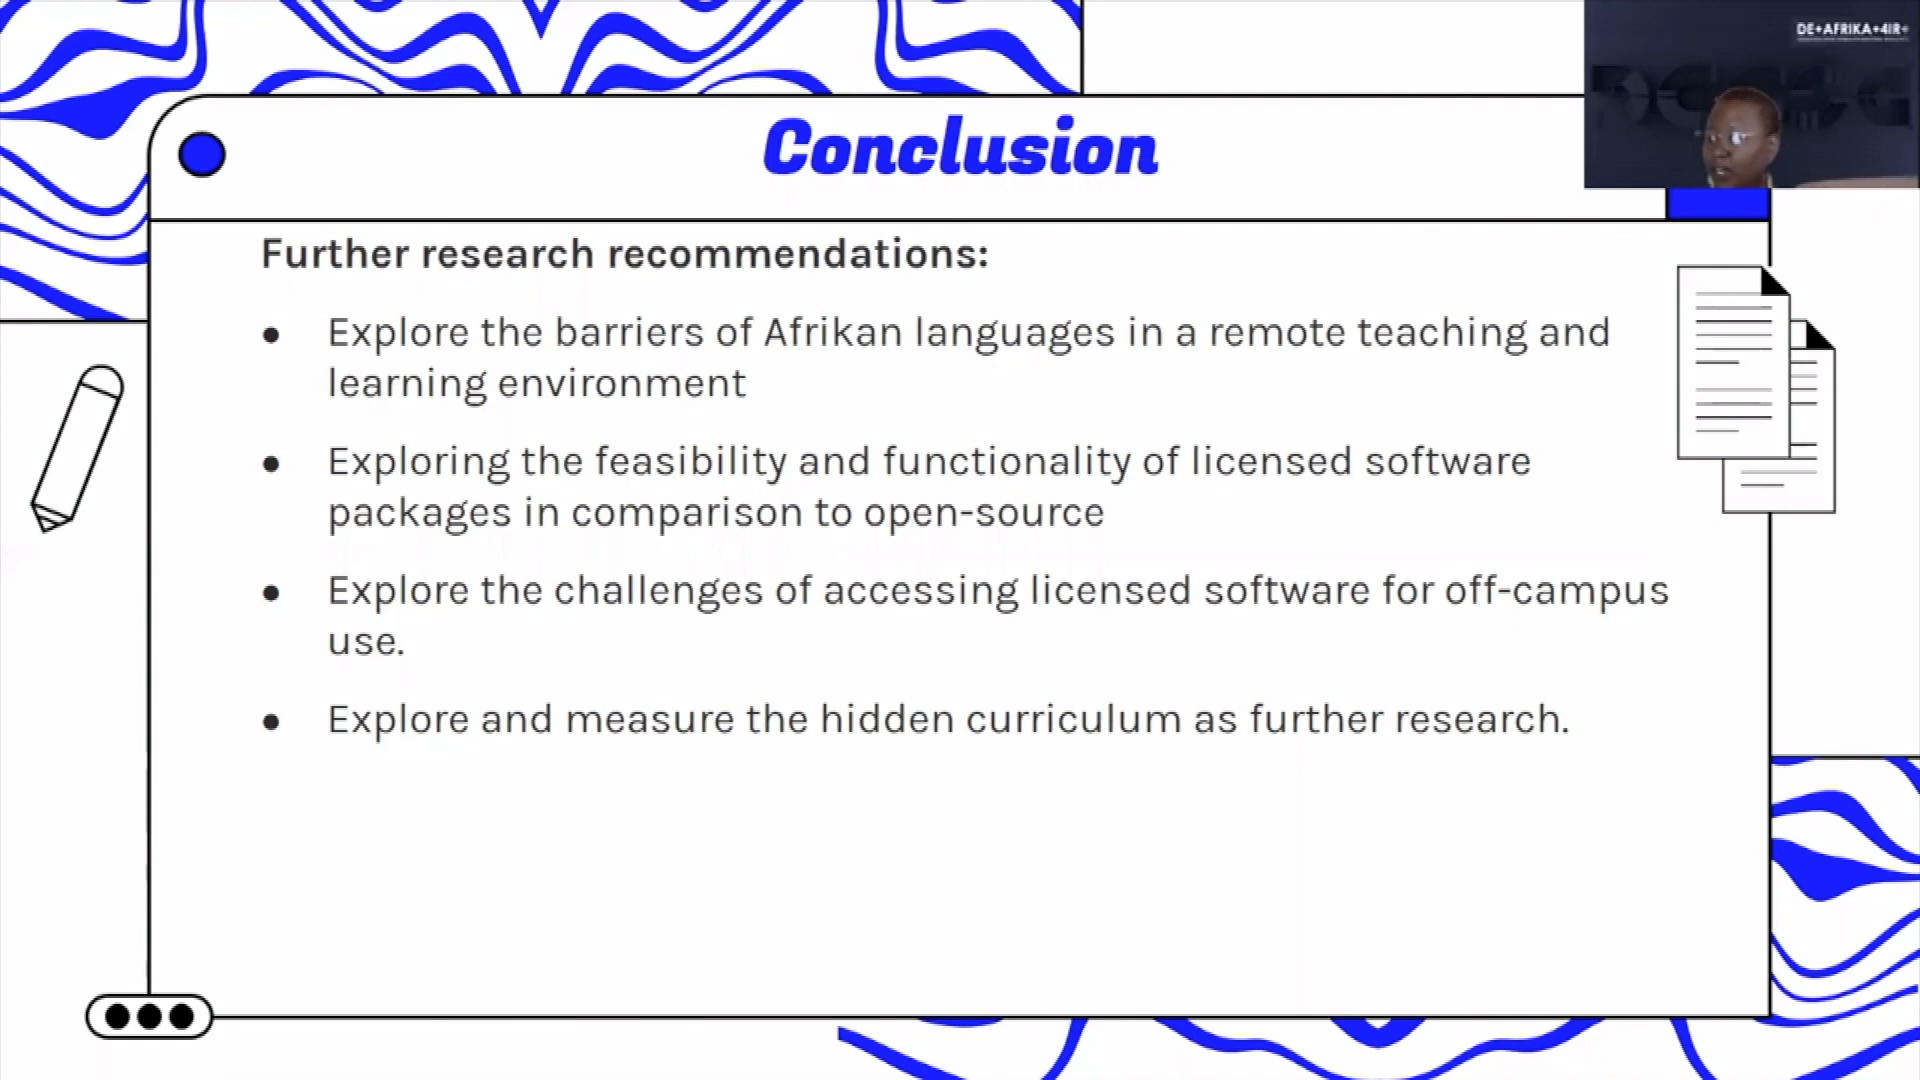 DE+AFRIKA+4IR+
Conclusion
Further research recommendations:
● Explore the barriers of Afrikan languages in a remote teaching and
learning environment
● Exploring the feasibility and functionality of licensed software
packages in comparison to open-source
● Explore the challenges of accessing licensed software for off-campus
use.
● Explore and measure the hidden curriculum as further research.